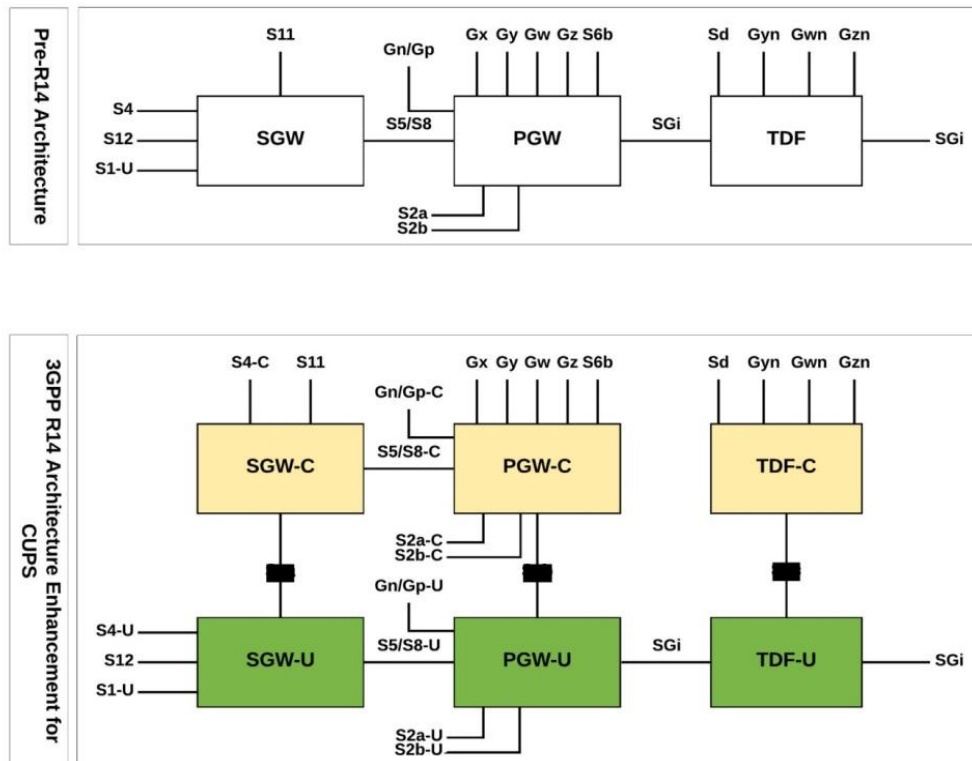 Pre-R14 Architecture
S11
Gn/Gp
Gx Gy Gw Gz S6b
Sd Gyn Gwn Gzn
S4
S12
S1-U
SGW
S5/S8
PGW
SGi
TDF
SGi
S2a
S2b
3GPP R14 Architecture Enhancement for
CUPS
S4-C S11
Gn/Gp-C
Gx Gy Gw Gz S6b
Sd Gyn Gwn Gzn
SGW-C
S5/S8-C
PGW-C
TDF-C
S2a-C
S2b-C
Gn/Gp-U
S4-U
S12
S1-U
SGW-U
S5/S8-U
PGW-U
SGi
TDF-U
SGi
S2a-U
S2b-U